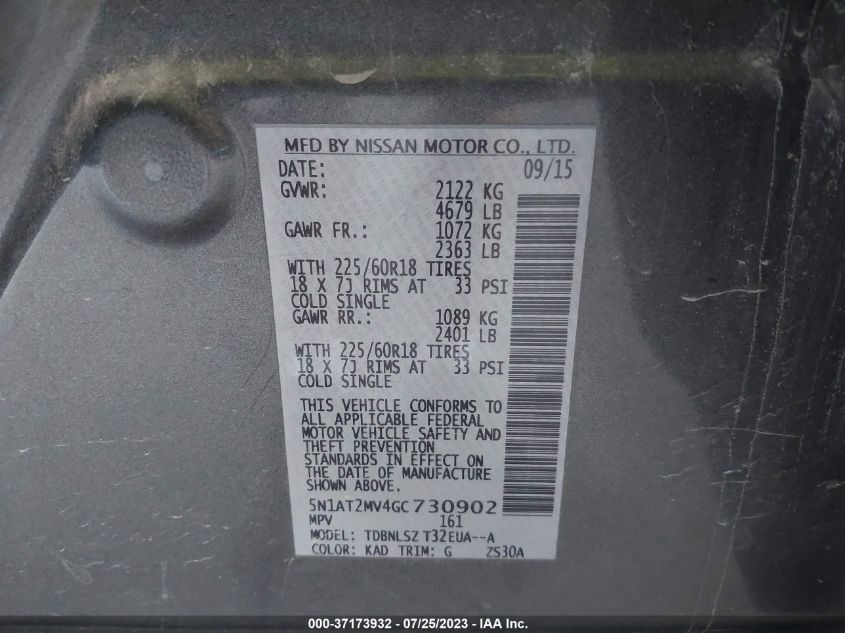 MFD BY NISSAN MOTOR CO., LTD.
DATE: 09/15
GVWR: 2122 KG
4679 LB
GAWR FR.: 1072 KG
2363 LB
WITH 225/60R18 TIRES
18 X 7J RIMS AT 33 PSI
COLD SINGLE
GAWR RR.: 1089 KG
2401 LB
WITH 225/60R18 TIRES
18 X 7J RIMS AT 33 PSI
COLD SINGLE
THIS VEHICLE CONFORMS TO
ALL APPLICABLE FEDERAL
MOTOR VEHICLE SAFETY AND
THEFT PREVENTION
STANDARDS IN EFFECT ON
THE DATE OF MANUFACTURE
SHOWN ABOVE.
5N1AT2MV4GC730902
MPV 161
MODEL: TDBNLSZ T32EUA--A
COLOR: KAD TRIM: G ZS30A
000-37173932 - 07/25/2023 - © IAA Inc.